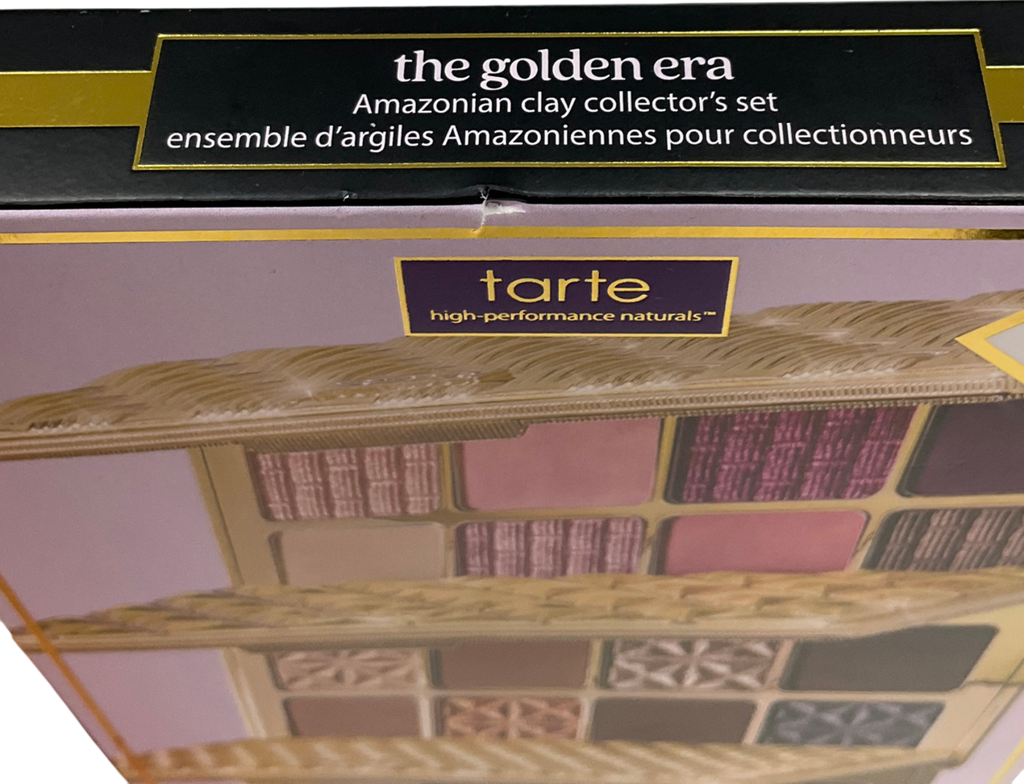 the golden era
Amazonian clay collector's set
ensemble d'argiles Amazoniennes pour collectionneurs
tarte
high-performance naturals™